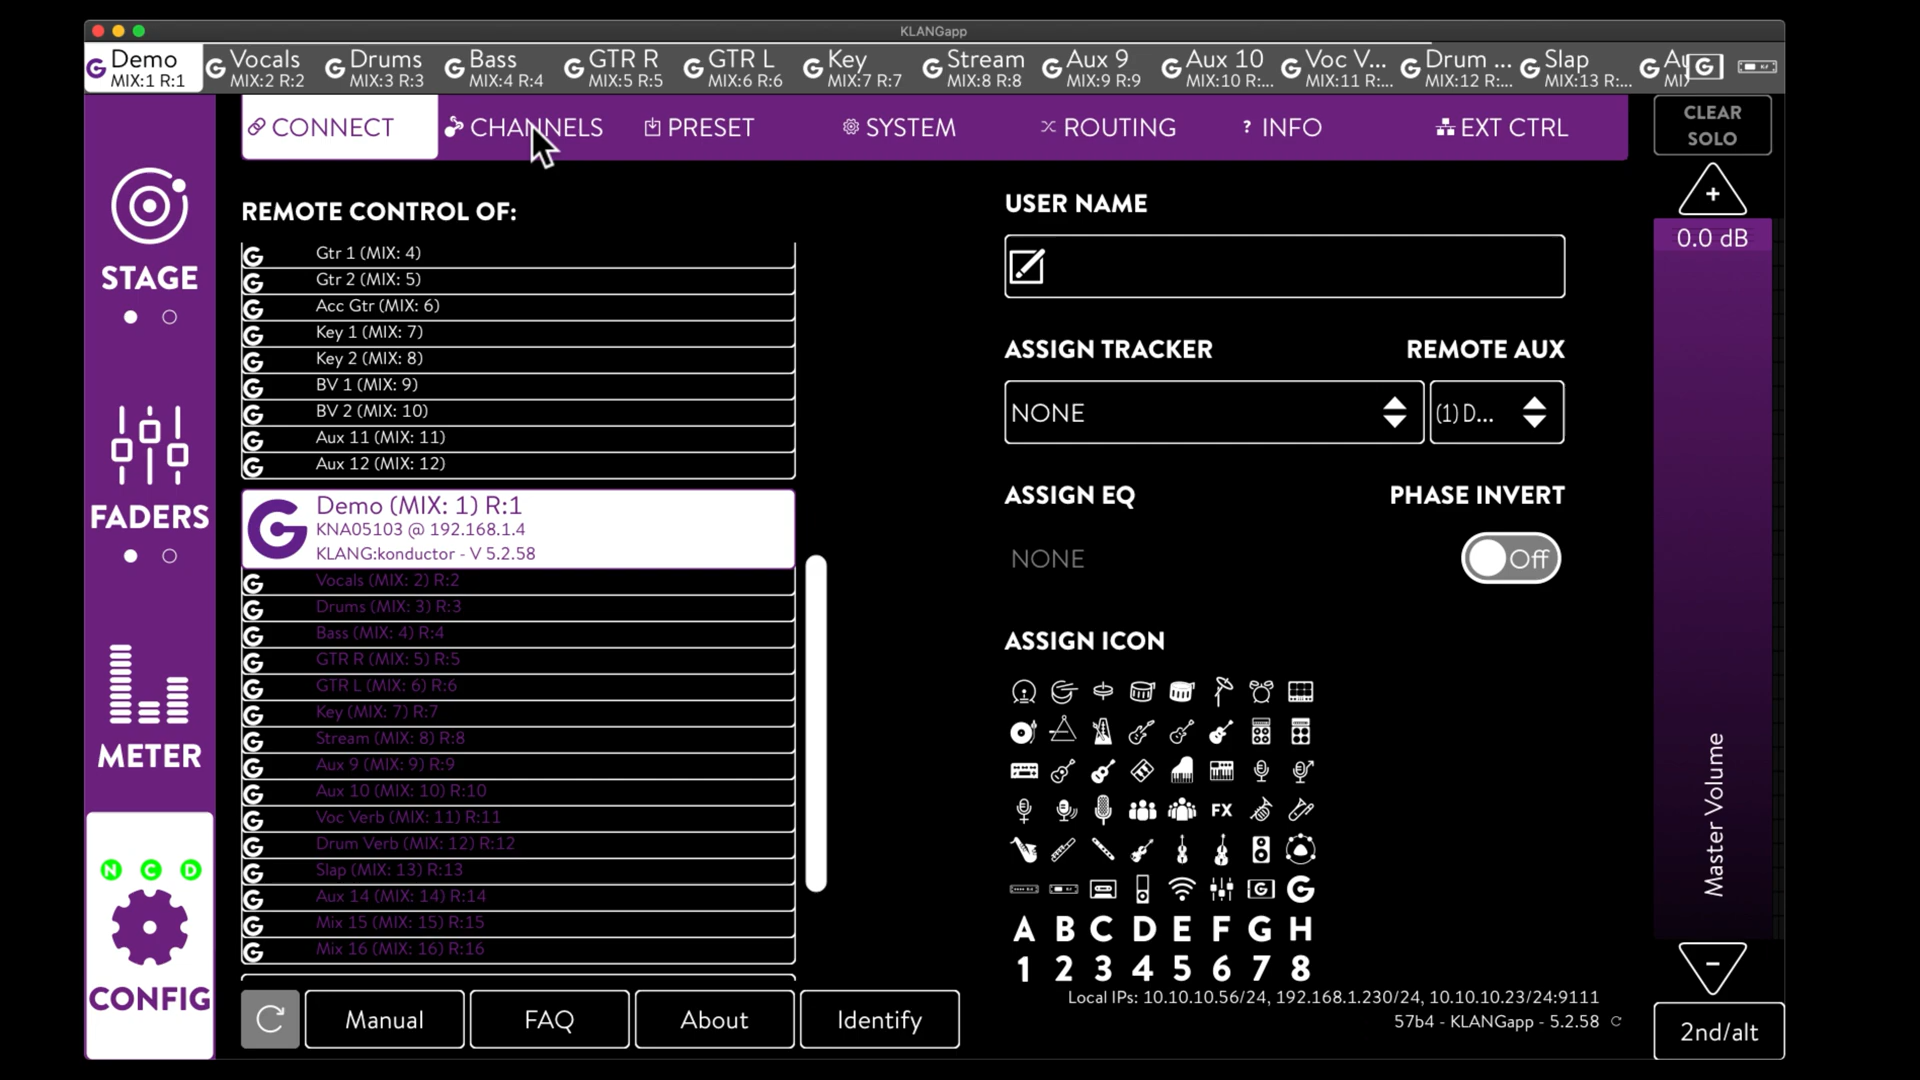 KLANGapp
Demo
MIX:1 R:1
Vocals
MIX:2 R:2
Drums
MIX:3 R:3
Bass
MIX:4 R:4
GTR R
MIX:5 R:5
GTR L
MIX:6 R:6
Key
MIX:7 R:7
Stream
MIX:8 R:8
Aux 9
MIX:9 R:9
Aux 10
MIX:10 R:...
Voc V...
MIX:11 R:...
Drum ...
MIX:12 R:...
Slap
MIX:13 R:...
CONNECT
CHANNELS
PRESET
SYSTEM
ROUTING
? INFO
EXT CTRL
CLEAR
SOLO
STAGE
FADERS
METER
N C D
CONFIG
REMOTE CONTROL OF:
Gtr 1 (MIX: 4)
Gtr 2 (MIX: 5)
Acc Gtr (MIX: 6)
Key 1 (MIX: 7)
Key 2 (MIX: 8)
BV 1 (MIX: 9)
BV 2 (MIX: 10)
Aux 11 (MIX: 11)
Aux 12 (MIX: 12)
Demo (MIX: 1) R:1
KNA05103 @ 192.168.1.4
KLANG:konductor - V 5.2.58
Vocals (MIX: 2) R:2
Drums (MIX: 3) R:3
Bass (MIX: 4) R:4
GTR R (MIX: 5) R:5
GTR L (MIX: 6) R:6
Key (MIX: 7) R:7
Stream (MIX: 8) R:8
Aux 9 (MIX: 9) R:9
Aux 10 (MIX: 10) R:10
Voc Verb (MIX: 11) R:11
Drum Verb (MIX: 12) R:12
Slap (MIX: 13) R:13
Aux 14 (MIX: 14) R:14
Mix 15 (MIX: 15) R:15
Mix 16 (MIX: 16) R:16
Manual
FAQ
About
Identify
USER NAME
ASSIGN TRACKER
REMOTE AUX
NONE
(1) D...
ASSIGN EQ
PHASE INVERT
NONE
Off
ASSIGN ICON
FX
A B C D E F G H
1 2 3 4 5 6 7 8
Local IPs: 10.10.10.56/24, 192.168.1.230/24, 10.10.10.23/24:9111
57b4 - KLANGapp - 5.2.58
+
0.0 dB
Master Volume
-
2nd/alt